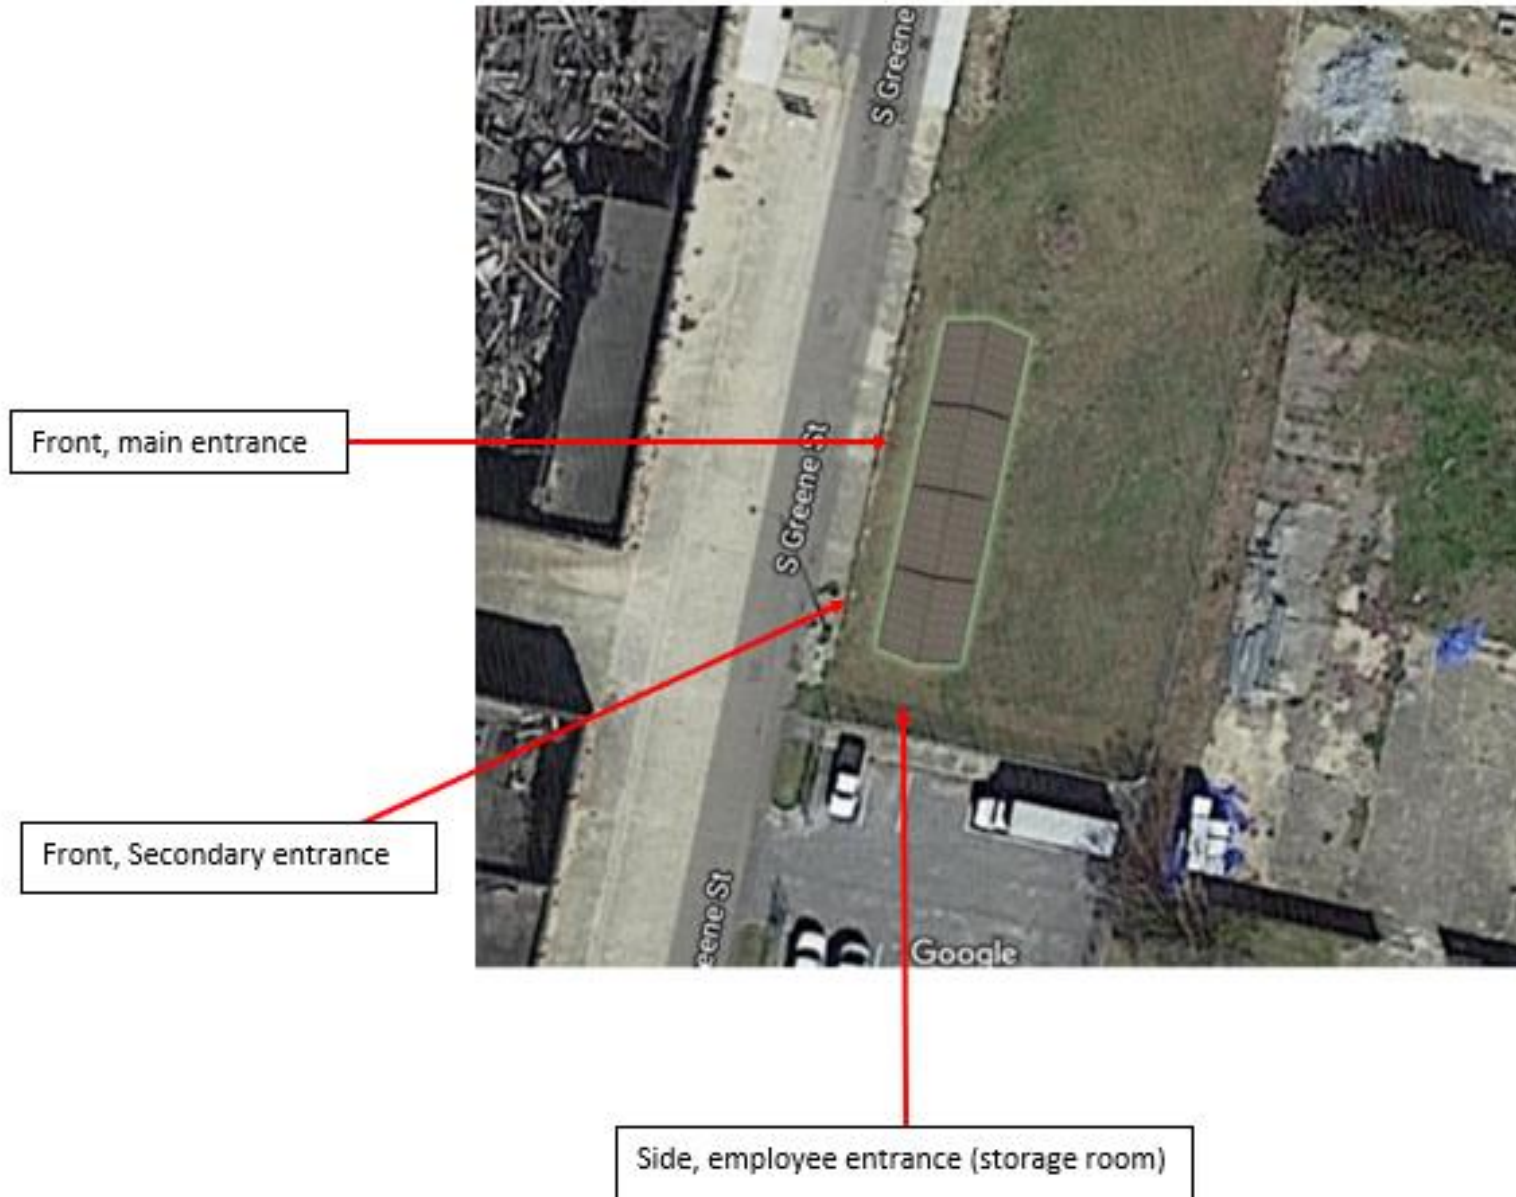 S Greene
Front, main entrance
S Greene St
Front, Secondary entrance
eene St
Google
Side, employee entrance (storage room)